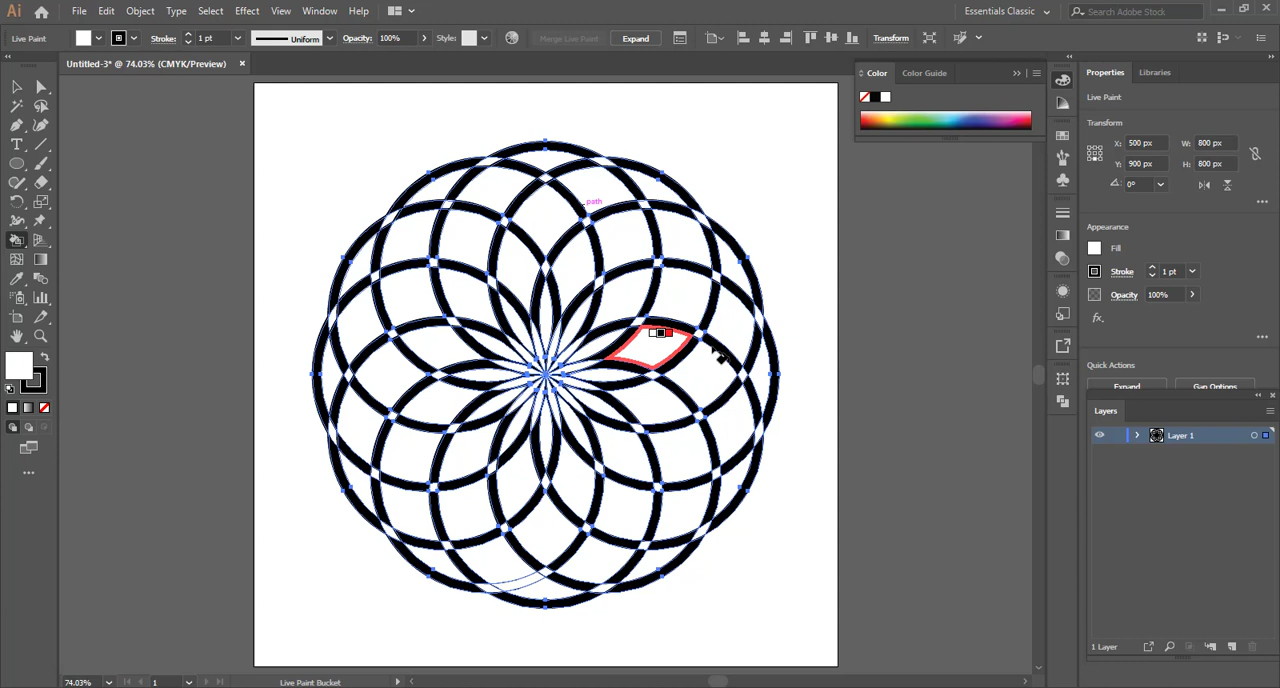 Ai File Edit Object Type Select Effect View Window Help Essentials Classic Search Adobe Stock
Live Paint Stroke: 1 pt Uniform Opacity: 100% Style: Merge Live Paint Expand Transform
Untitled-3* @ 74.03% (CMYK/Preview)
Color Color Guide
Properties Libraries
Live Paint
Transform
X: 500 px W: 800 px
Y: 900 px H: 800 px
0°
Appearance
Fill
Stroke 1 pt
Opacity 100%
fx.
Quick Actions
Expand Gap Options
Layers
Layer 1
1 Layer
path
74.03% 1 Live Paint Bucket